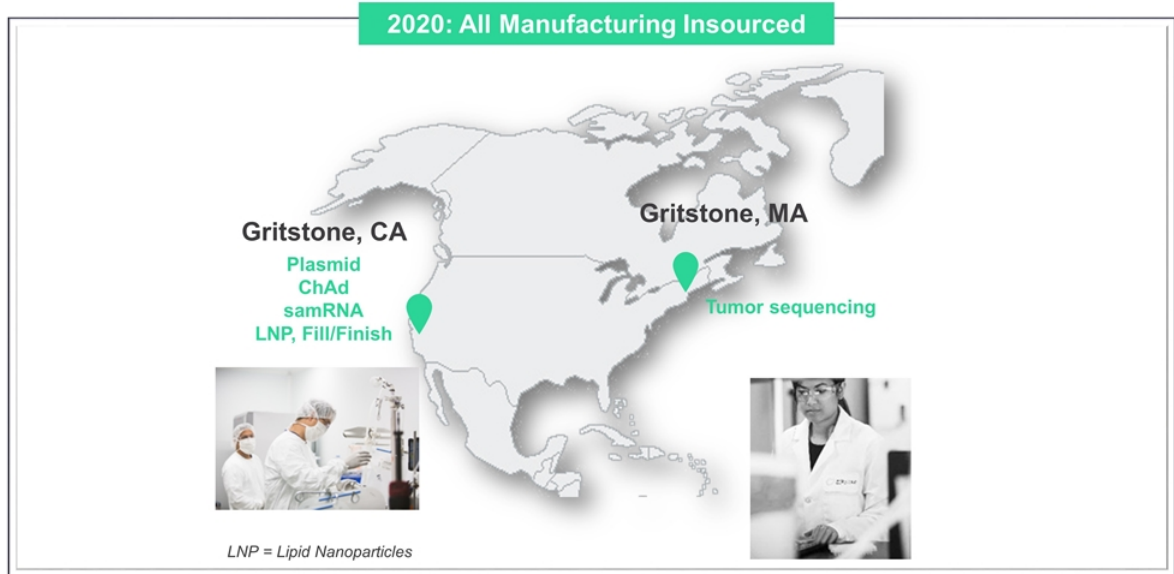 2020: All Manufacturing Insourced
Gritstone, CA
Plasmid
ChAd
samRNA
LNP, Fill/Finish
Gritstone, MA
Tumor sequencing
LNP = Lipid Nanoparticles